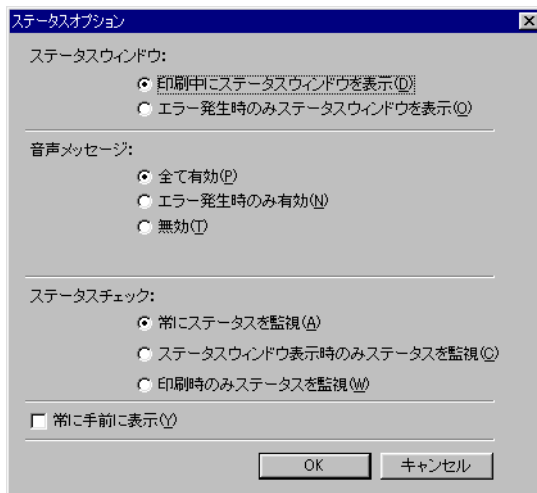 ステータスオプション
ステータスウィンドウ:
印刷中にステータスウィンドウを表示(D)
エラー発生時のみステータスウィンドウを表示(O)
音声メッセージ:
全て有効(P)
エラー発生時のみ有効(N)
無効(T)
ステータスチェック:
常にステータスを監視(A)
ステータスウィンドウ表示時のみステータスを監視(C)
印刷時のみステータスを監視(W)
常に手前に表示(Y)
OK キャンセル